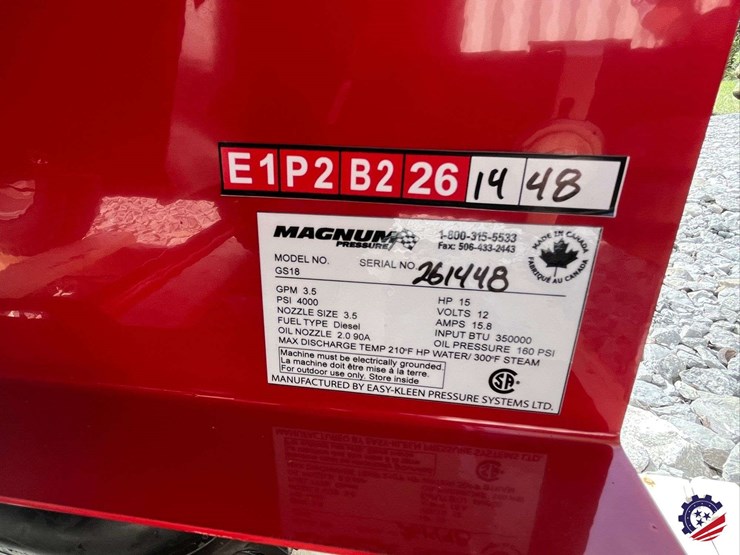 E1 P2 B2 26 14 48
MAGNUM
PRESSURE
1-800-315-5533
Fax: 506-433-2443
MADE IN CANADA
FABRIQUÉ AU CANADA
MODEL NO. SERIAL NO. 261448
GS18
GPM 3.5 HP 15
PSI 4000 VOLTS 12
NOZZLE SIZE 3.5 AMPS 15.8
FUEL TYPE Diesel INPUT BTU 350000
OIL NOZZLE 2.0 90A OIL PRESSURE 160 PSI
MAX DISCHARGE TEMP 210°F HP WATER/ 300°F STEAM
Machine must be electrically grounded.
La machine doit être mise à la terre.
For outdoor use only. Store inside
SA
MANUFACTURED BY EASY-KLEEN PRESSURE SYSTEMS LTD.